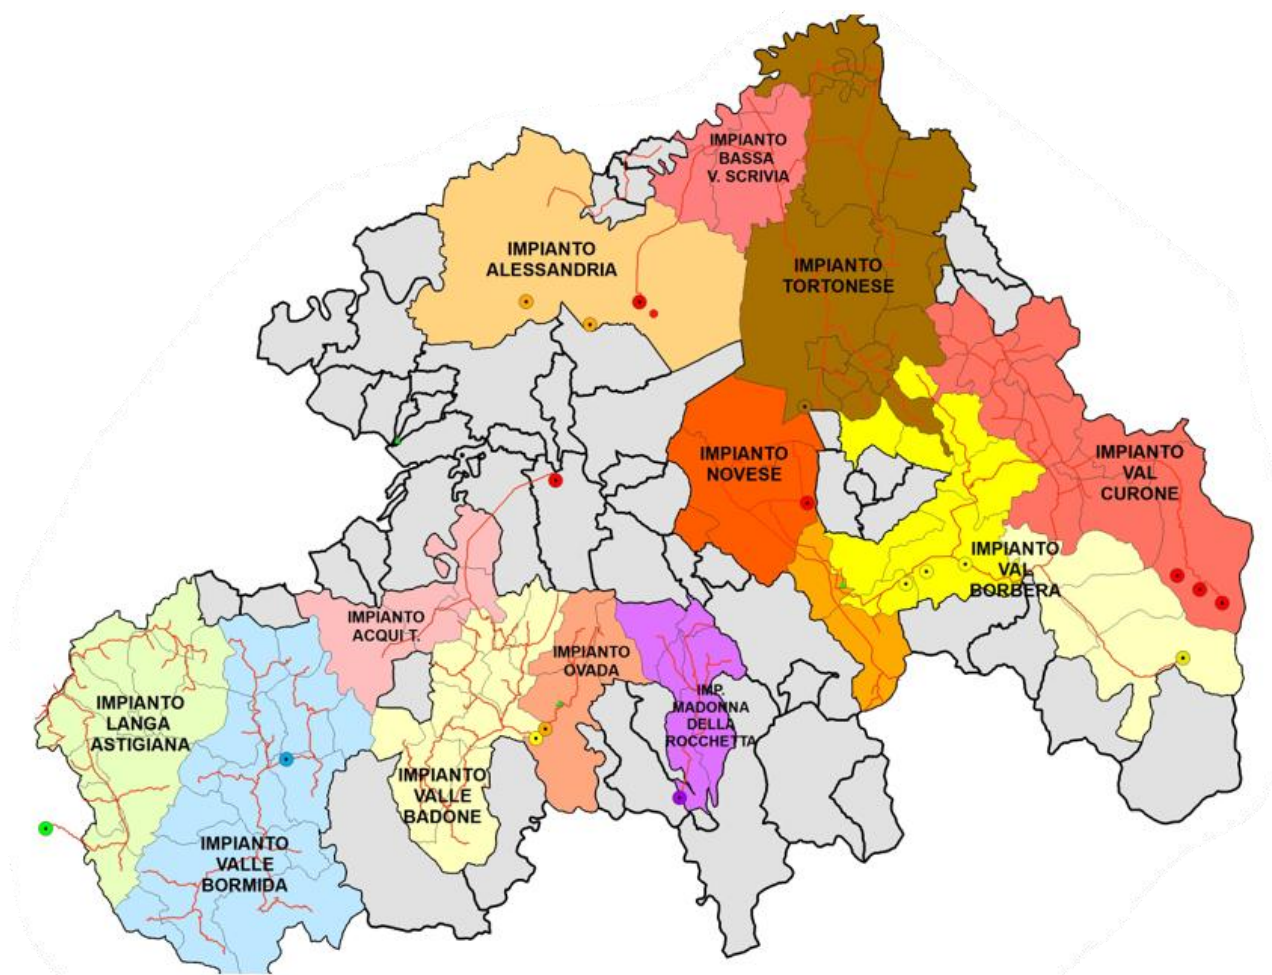 IMPIANTO
BASSA
V. SCRIVIA
IMPIANTO
ALESSANDRIA
IMPIANTO
TORTONESE
IMPIANTO
NOVESE
IMPIANTO
VAL
CURONE
IMPIANTO
VAL
BORBERA
IMPIANTO
ACQUI T.
IMPIANTO
OVADA
IMP.
MADONNA
DELLA
ROCCHETTA
IMPIANTO
LANGA
ASTIGIANA
IMPIANTO
VALLE
BADONE
IMPIANTO
VALLE
BORMIDA